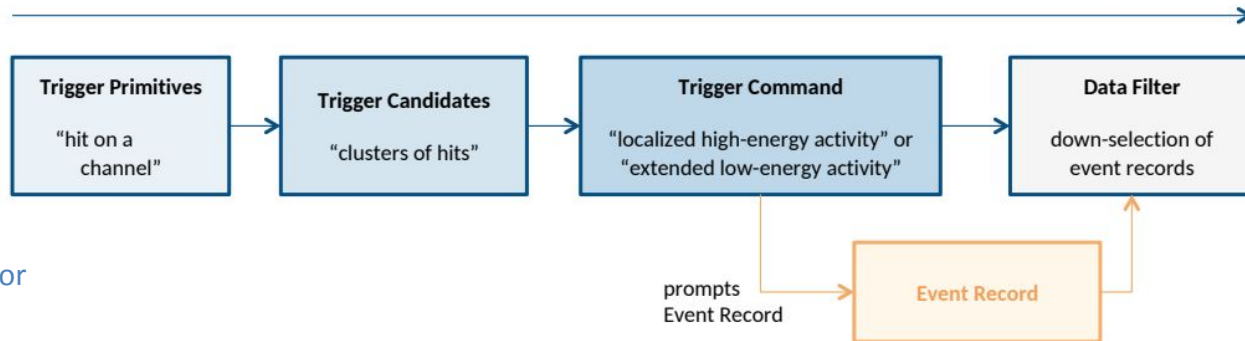 Trigger Primitives
“hit on a
channel”
Trigger Candidates
“clusters of hits”
Trigger Command
“localized high-energy activity” or
“extended low-energy activity”
Data Filter
down-selection of
event records
or
prompts
Event Record
Event Record